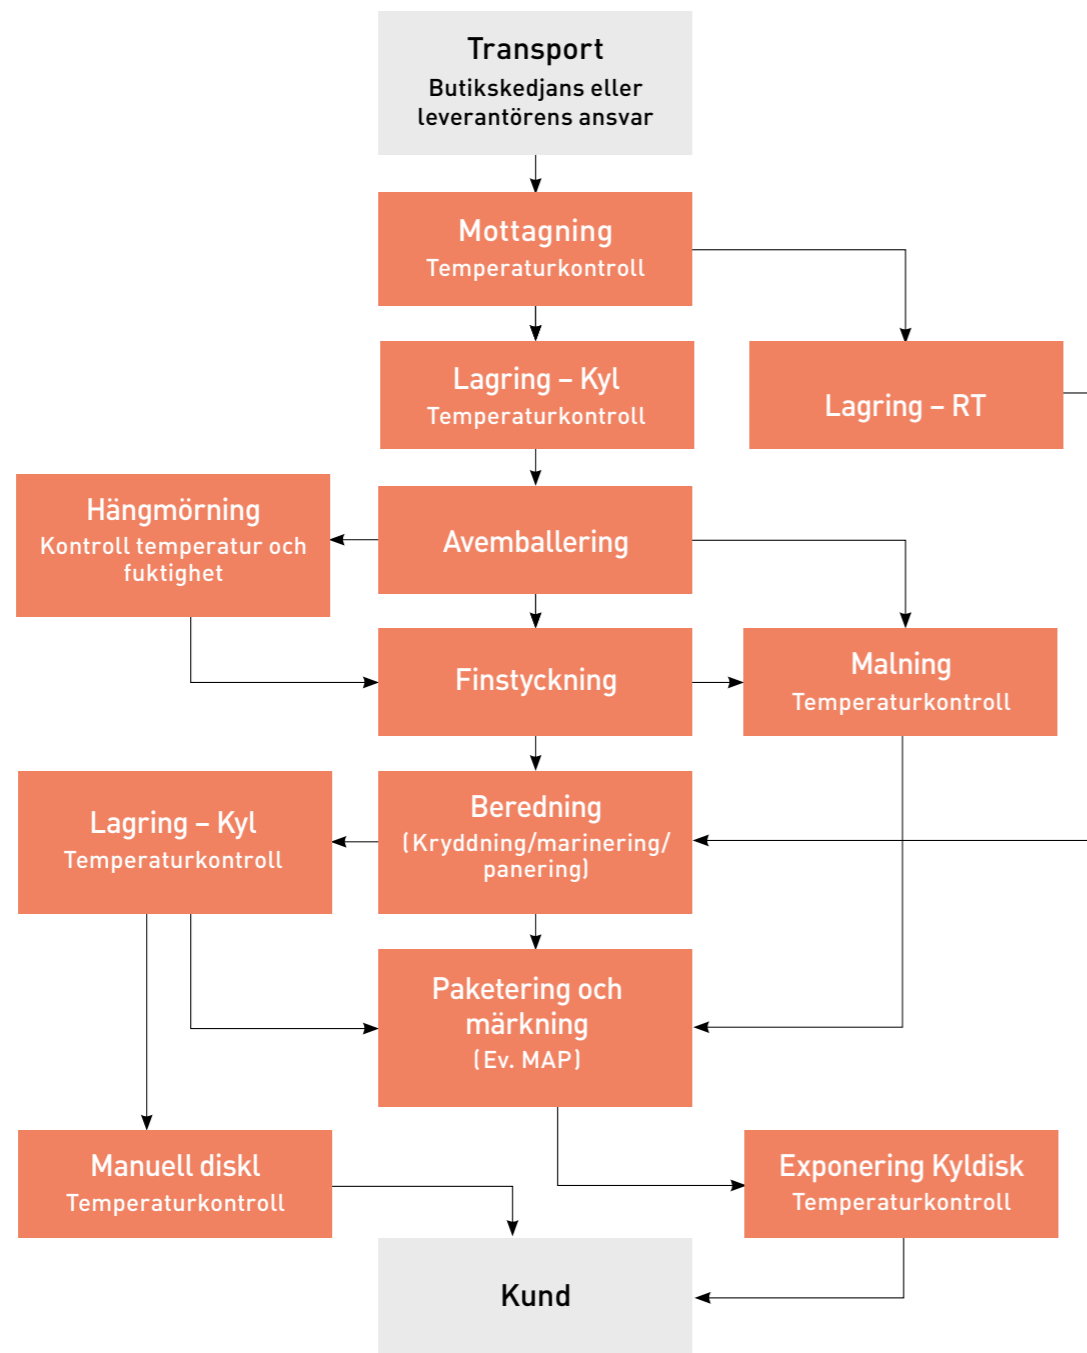 Transport
Butikskedjans eller
leverantörens ansvar
Mottagning
Temperaturkontroll
Lagring – Kyl
Temperaturkontroll
Lagring – RT
Hängmörning
Kontroll temperatur och
fuktighet
Avemballering
Finstyckning
Malning
Temperaturkontroll
Lagring – Kyl
Temperaturkontroll
Beredning
(Kryddning/marinering/
panering)
Paketering och
märkning
(Ev. MAP)
Manuell diskl
Temperaturkontroll
Exponering Kyldisk
Temperaturkontroll
Kund